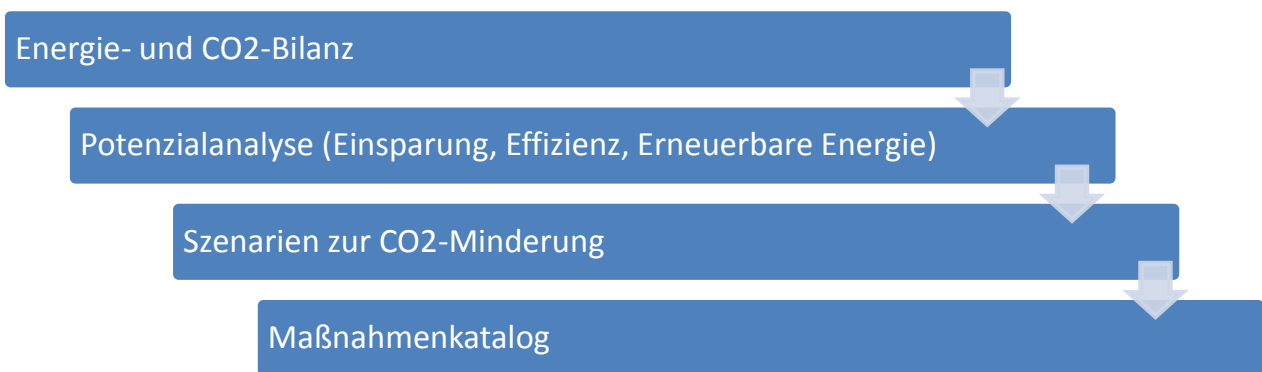 Energie- und CO2-Bilanz
Potenzialanalyse (Einsparung, Effizienz, Erneuerbare Energie)
Szenarien zur CO2-Minderung
Maßnahmenkatalog